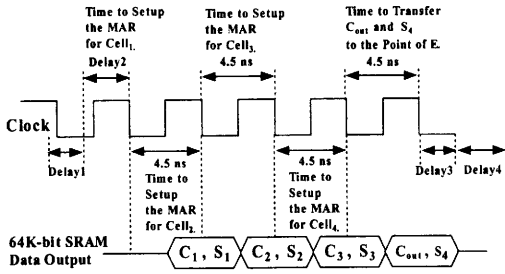 Time to Setup
the MAR
for Cell1.
Delay2
Time to Setup
the MAR
for Cell3.
4.5 ns
Time to Transfer
Cout and S4
to the Point of E.
4.5 ns
Clock
Delay1
4.5 ns
Time to
Setup
the MAR
for Cell2.
4.5 ns
Time to
Setup
the MAR
for Cell4.
Delay3
Delay4
64K-bit SRAM
Data Output
C1 , S1
C2 , S2
C3 , S3
Cout , S4